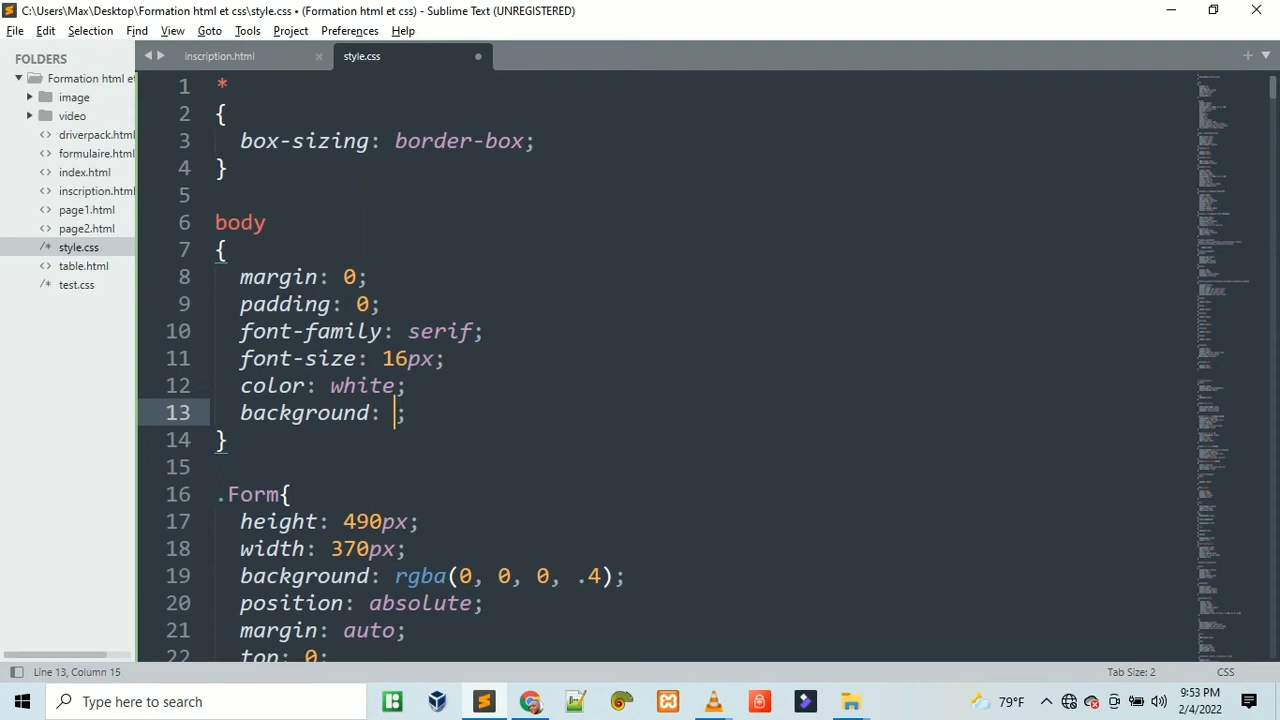 C:\Users\Max\Desktop\Formation html et css\style.css • (Formation html et css) - Sublime Text (UNREGISTERED)
File Edit Selection Find View Goto Tools Project Preferences Help
FOLDERS
Formation html et
image
video
driverpack.html
formulaire.html
index.html
inscription.html
page1.html
page2.html
style.css
table.html
test.css
inscription.html style.css
1 *
2 {
3 box-sizing: border-box;
4 }
5
6 body
7 {
8 margin: 0;
9 padding: 0;
10 font-family: serif;
11 font-size: 16px;
12 color: white;
13 background: ;
14 }
15
16 .Form{
17 height: 490px;
18 width: 370px;
19 background: rgba(0, 0, 0, .4);
20 position: absolute;
21 margin: auto;
22 top: 0;
Line 13, Column 15 Tab Size: 2 CSS
Type here to search 79°F 9:53 PM
2/4/2022